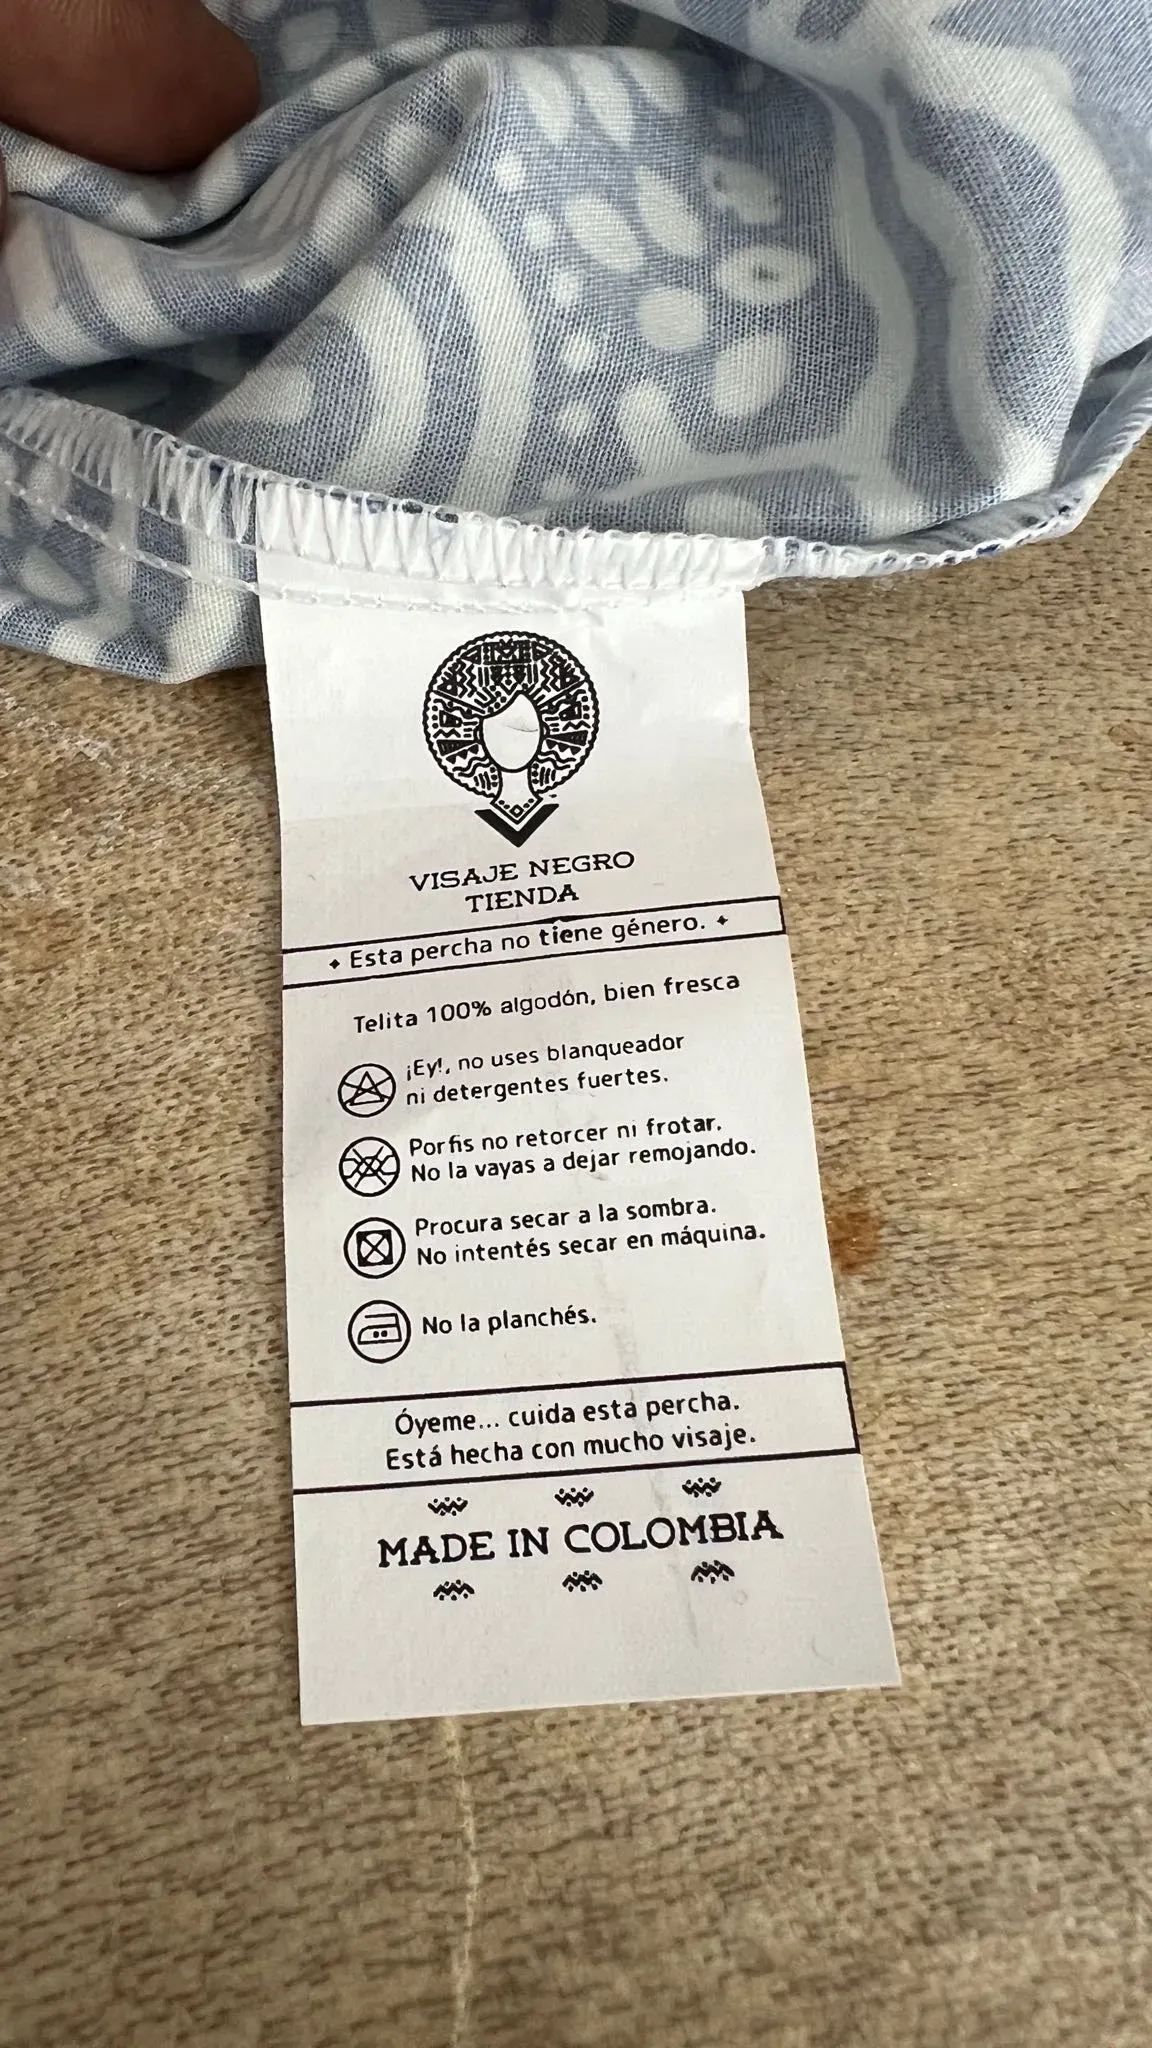 VISAJE NEGRO
TIENDA
Esta percha no tiene género.
Telita 100% algodón, bien fresca
¡Ey!, no uses blanqueador
ni detergentes fuertes.
Porfis no retorcer ni frotar.
No la vayas a dejar remojando.
Procura secar a la sombra.
No intentés secar en máquina.
No la planchés.
Óyeme... cuida esta percha.
Está hecha con mucho visaje.
MADE IN COLOMBIA